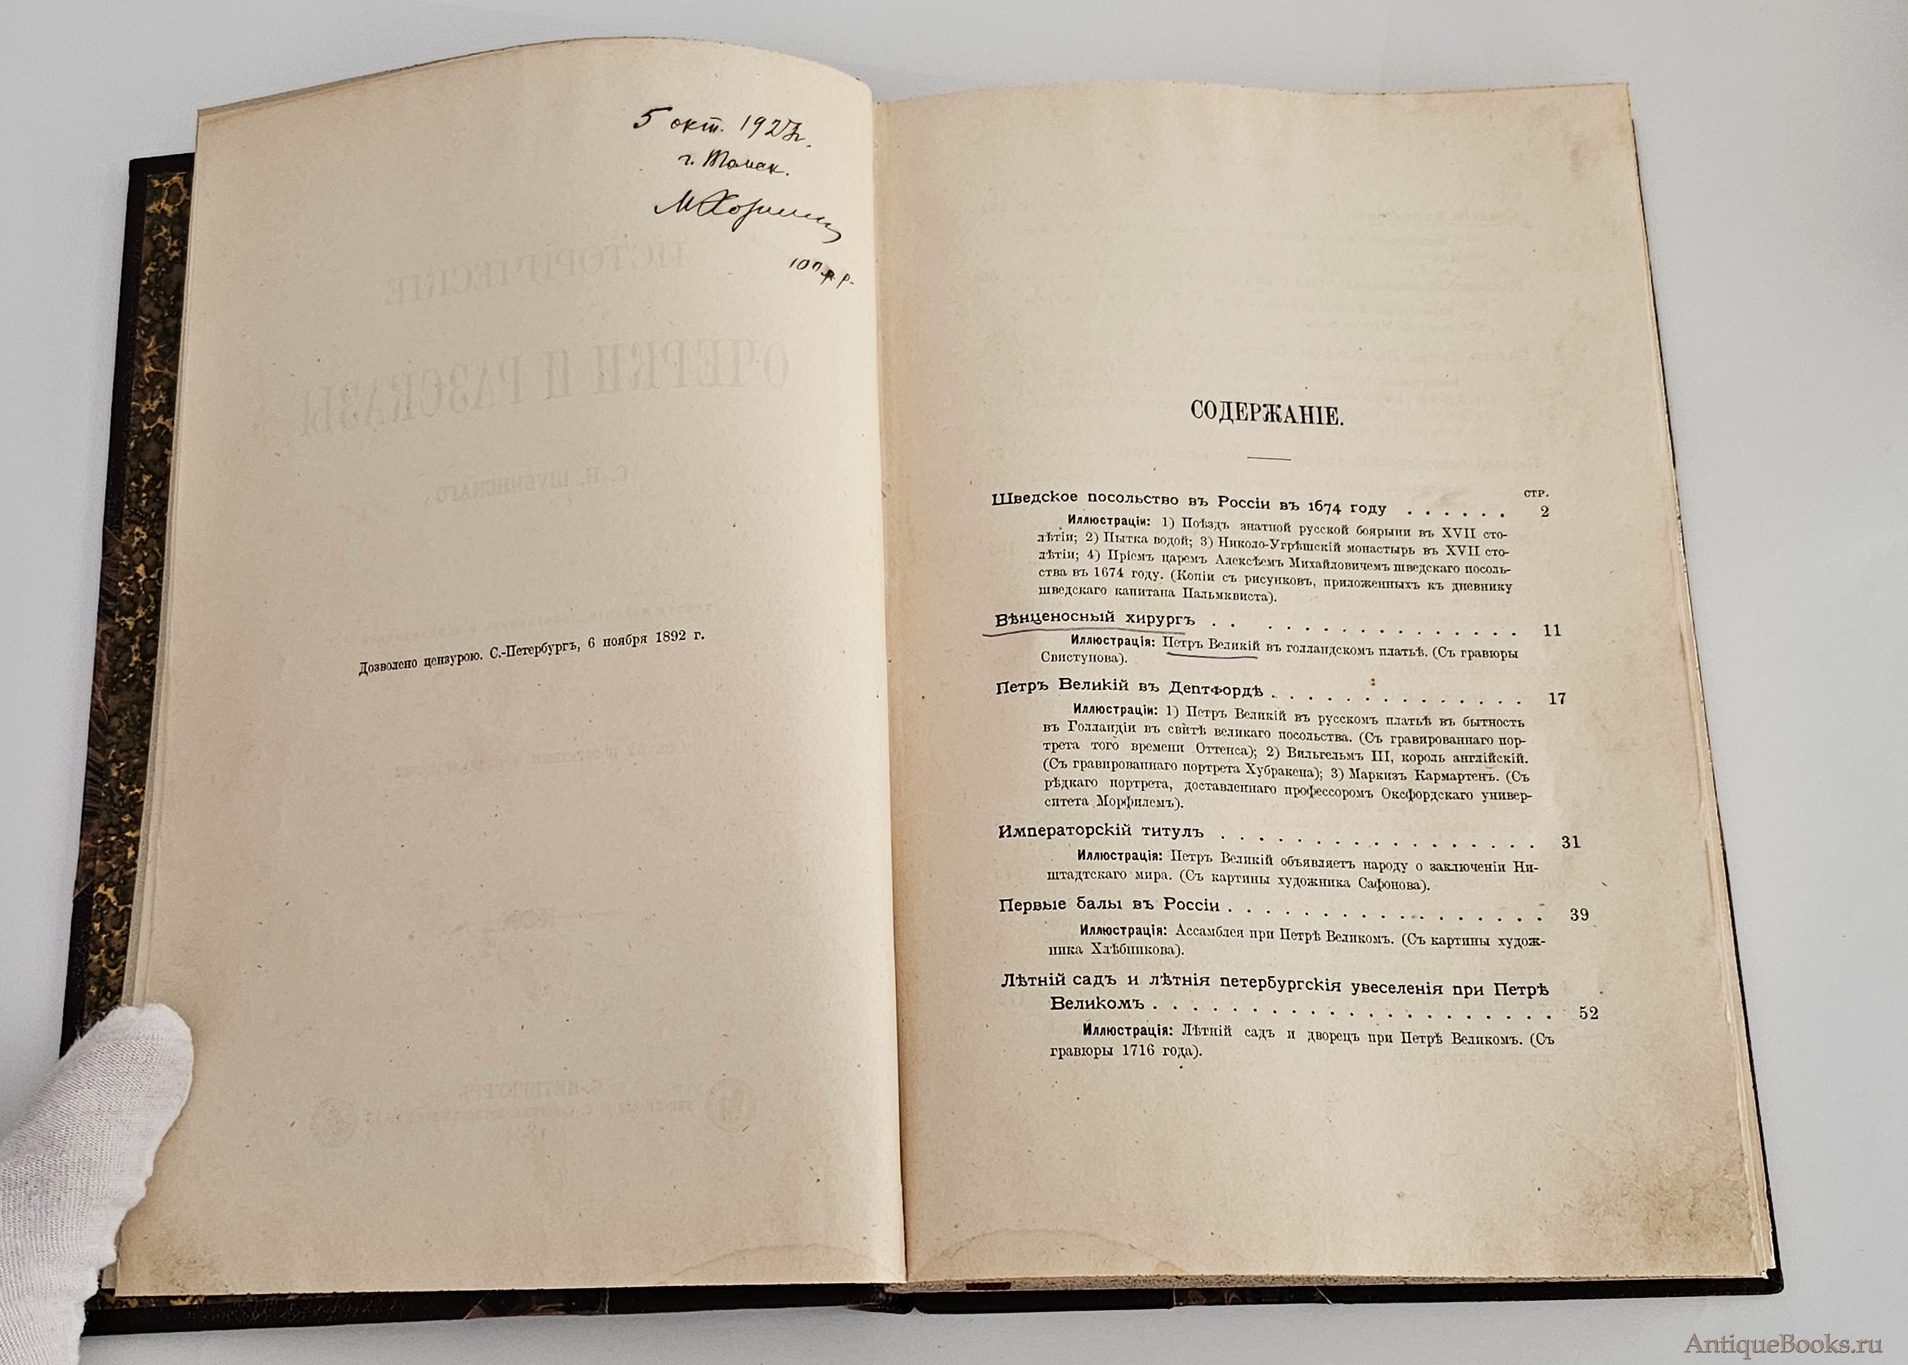 5 окт. 1923г.
г. Томск.
Дозволено цензурою. С.-Петербургъ, 6 ноября 1892 г.
СОДЕРЖАНІЕ.
СТР.
Шведское посольство въ Россіи въ 1674 году . . . . . . 2
Иллюстраціи: 1) Поѣздъ знатной русской боярыни въ XVII сто-
лѣтіи; 2) Пытка водой; 3) Николо-Угрѣшскій монастырь въ XVII сто-
лѣтіи; 4) Пріемъ царемъ Алексѣемъ Михайловичемъ шведскаго посоль-
ства въ 1674 году. (Копіи съ рисунковъ, приложенныхъ къ дневнику
шведскаго капитана Пальмквиста).
Вѣнценосный хирургъ . . . . . . . . . . . . . . . 11
Иллюстрація: Петръ Великій въ голландскомъ платьѣ. (Съ гравюры
Свистунова).
Петръ Великій въ Дептфордѣ . . . . . . . . . . . . . 17
Иллюстраціи: 1) Петръ Великій въ русскомъ платьѣ въ бытность
въ Голландіи въ свитѣ великаго посольства. (Съ гравированнаго пор-
трета того времени Оттенса); 2) Вильгельмъ III, король англійскій.
(Съ гравированнаго портрета Хубракена); 3) Маркизъ Кармартенъ. (Съ
рѣдкаго портрета, доставленнаго профессоромъ Оксфордскаго универ-
ситета Морфилемъ).
Императорскій титулъ . . . . . . . . . . . . . . . . 31
Иллюстрація: Петръ Великій объявляетъ народу о заключеніи Ни-
штадтскаго мира. (Съ картины художника Сафонова).
Первые балы въ Россіи . . . . . . . . . . . . . . . . 39
Иллюстрація: Ассамблея при Петрѣ Великомъ. (Съ картины худож-
ника Хлѣбникова).
Лѣтній садъ и лѣтнія петербургскія увеселенія при Петрѣ
Великомъ . . . . . . . . . . . . . . . . . . . . 52
Иллюстрація: Лѣтній садъ и дворецъ при Петрѣ Великомъ. (Съ
гравюры 1716 года).
AntiqueBooks.ru